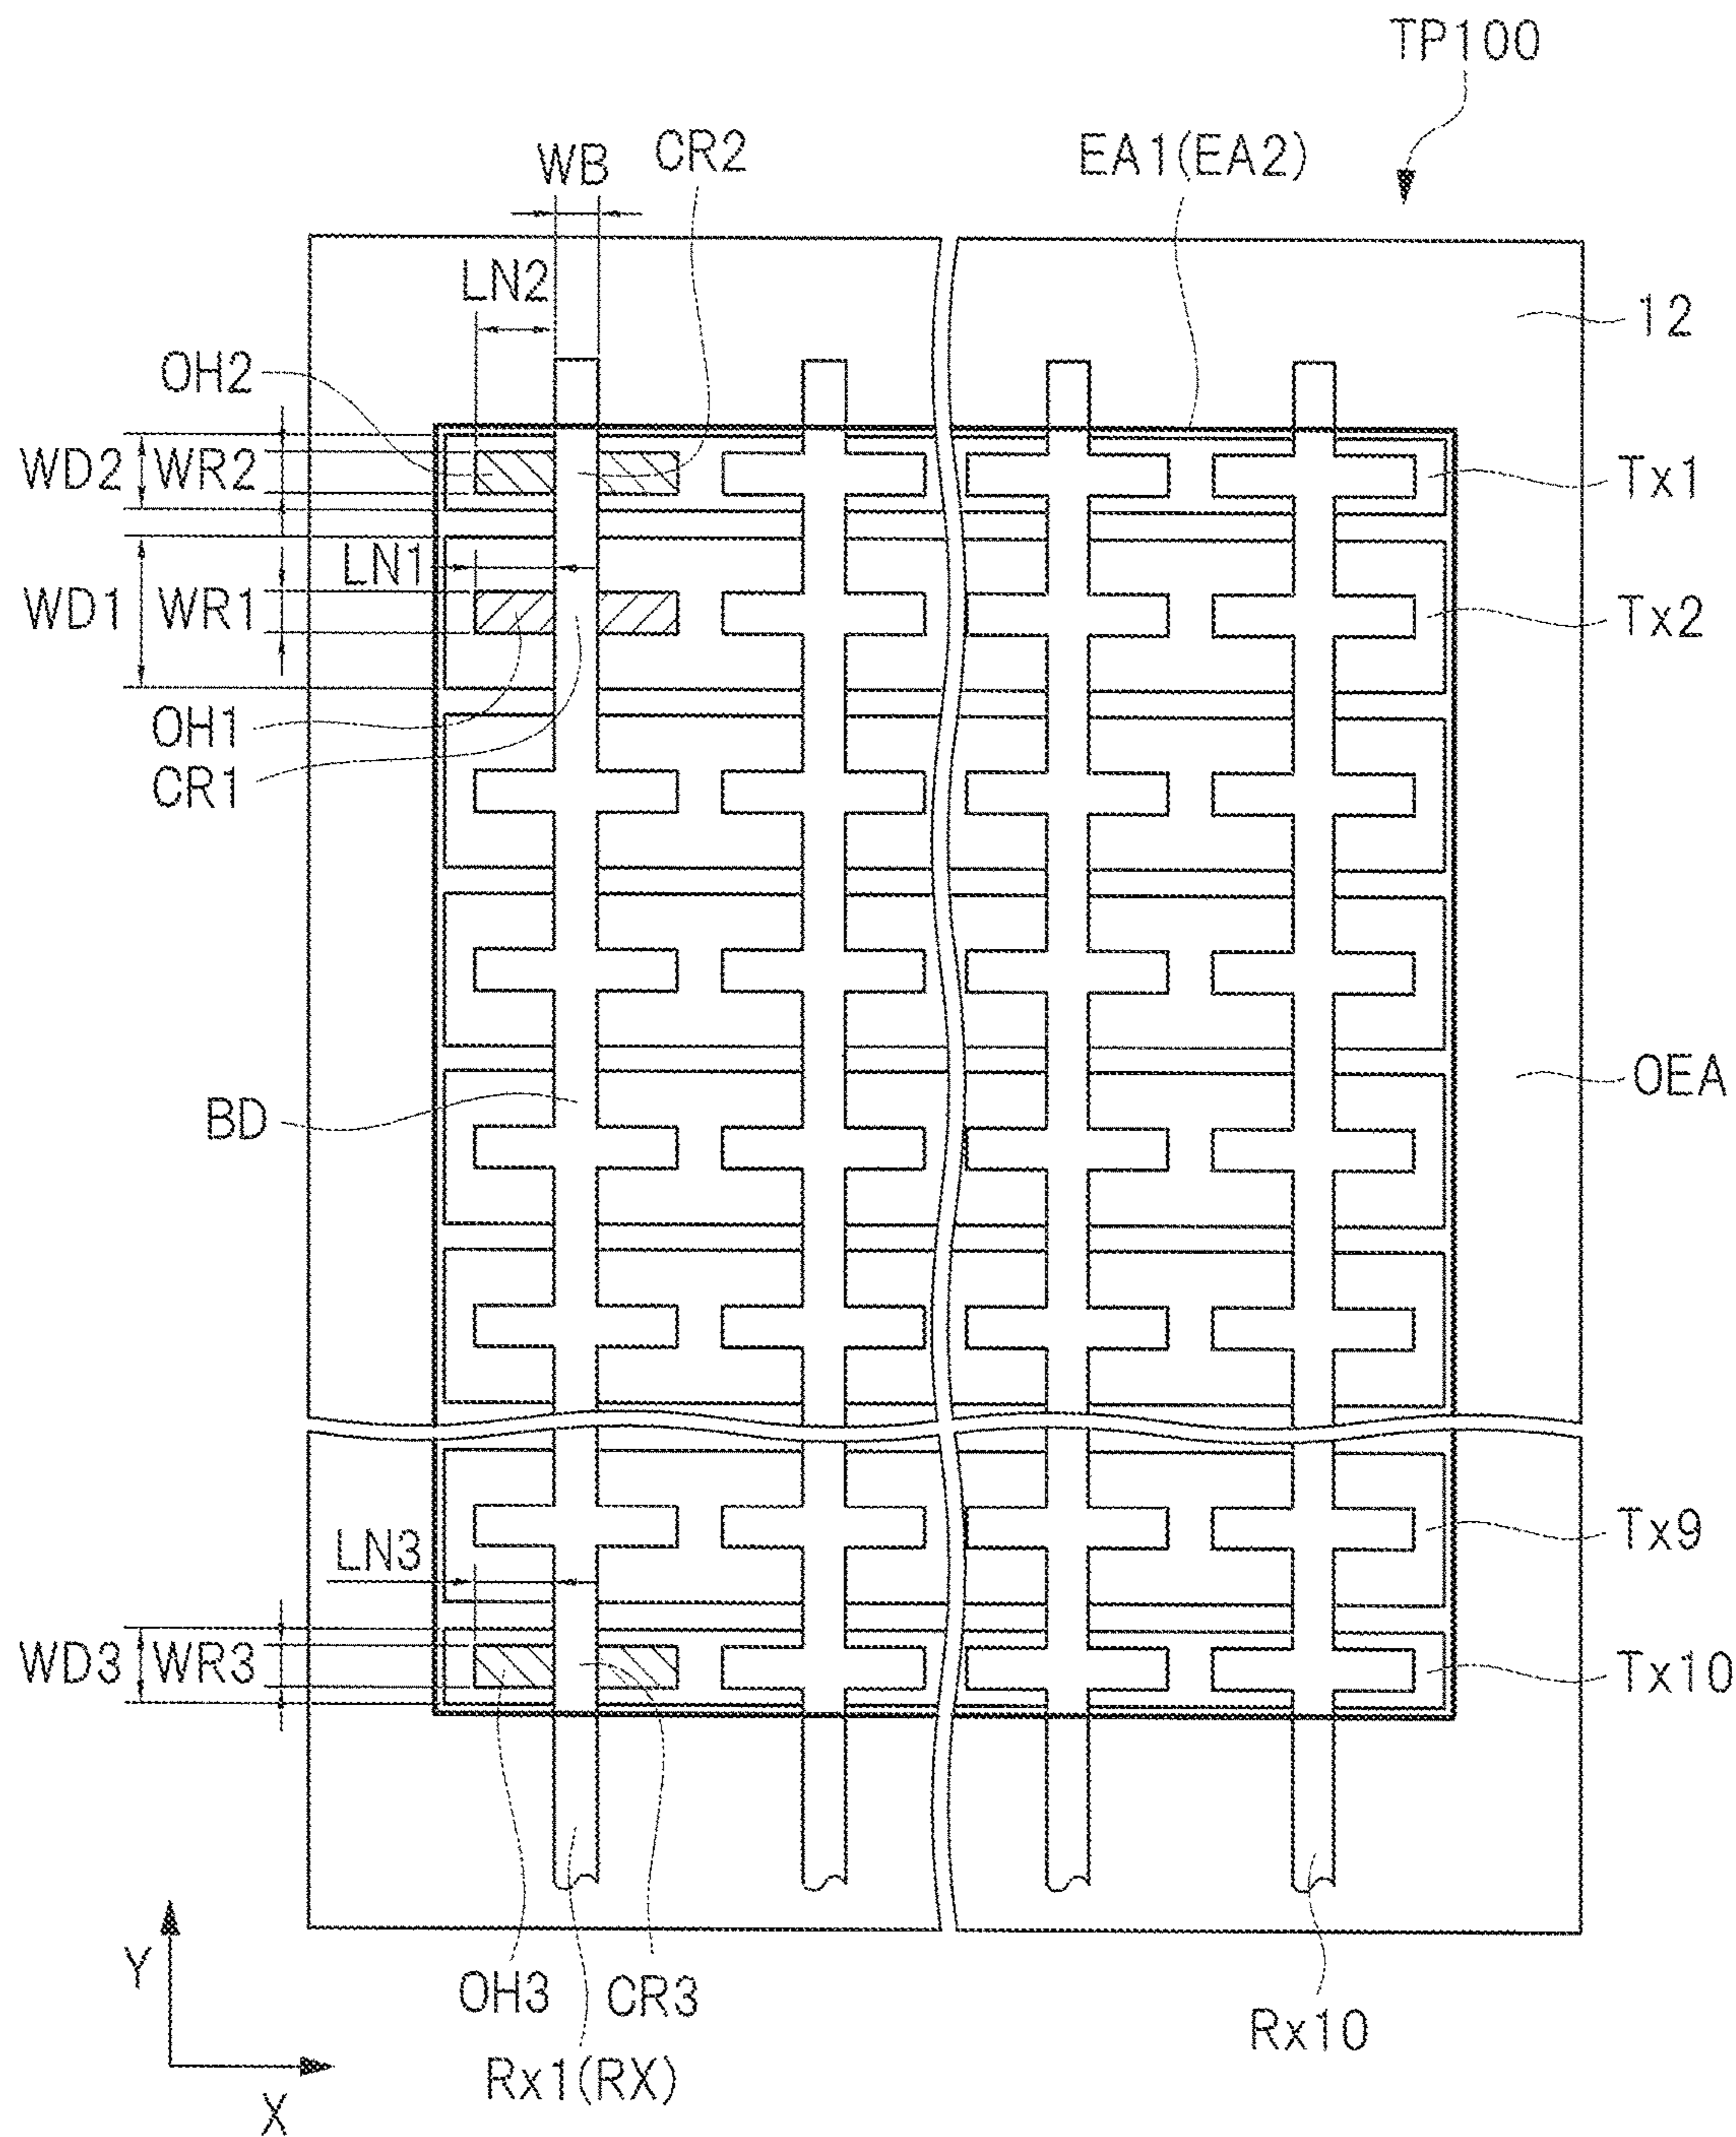 TP100
WB
CR2
EA1(EA2)
LN2
12
OH2
WD2
WR2
Tx1
LN1
WD1
WR1
Tx2
OH1
CR1
OEA
BD
LN3
Tx9
WD3
WR3
Tx10
Y
OH3
CR3
Rx10
Rx1(RX)
X